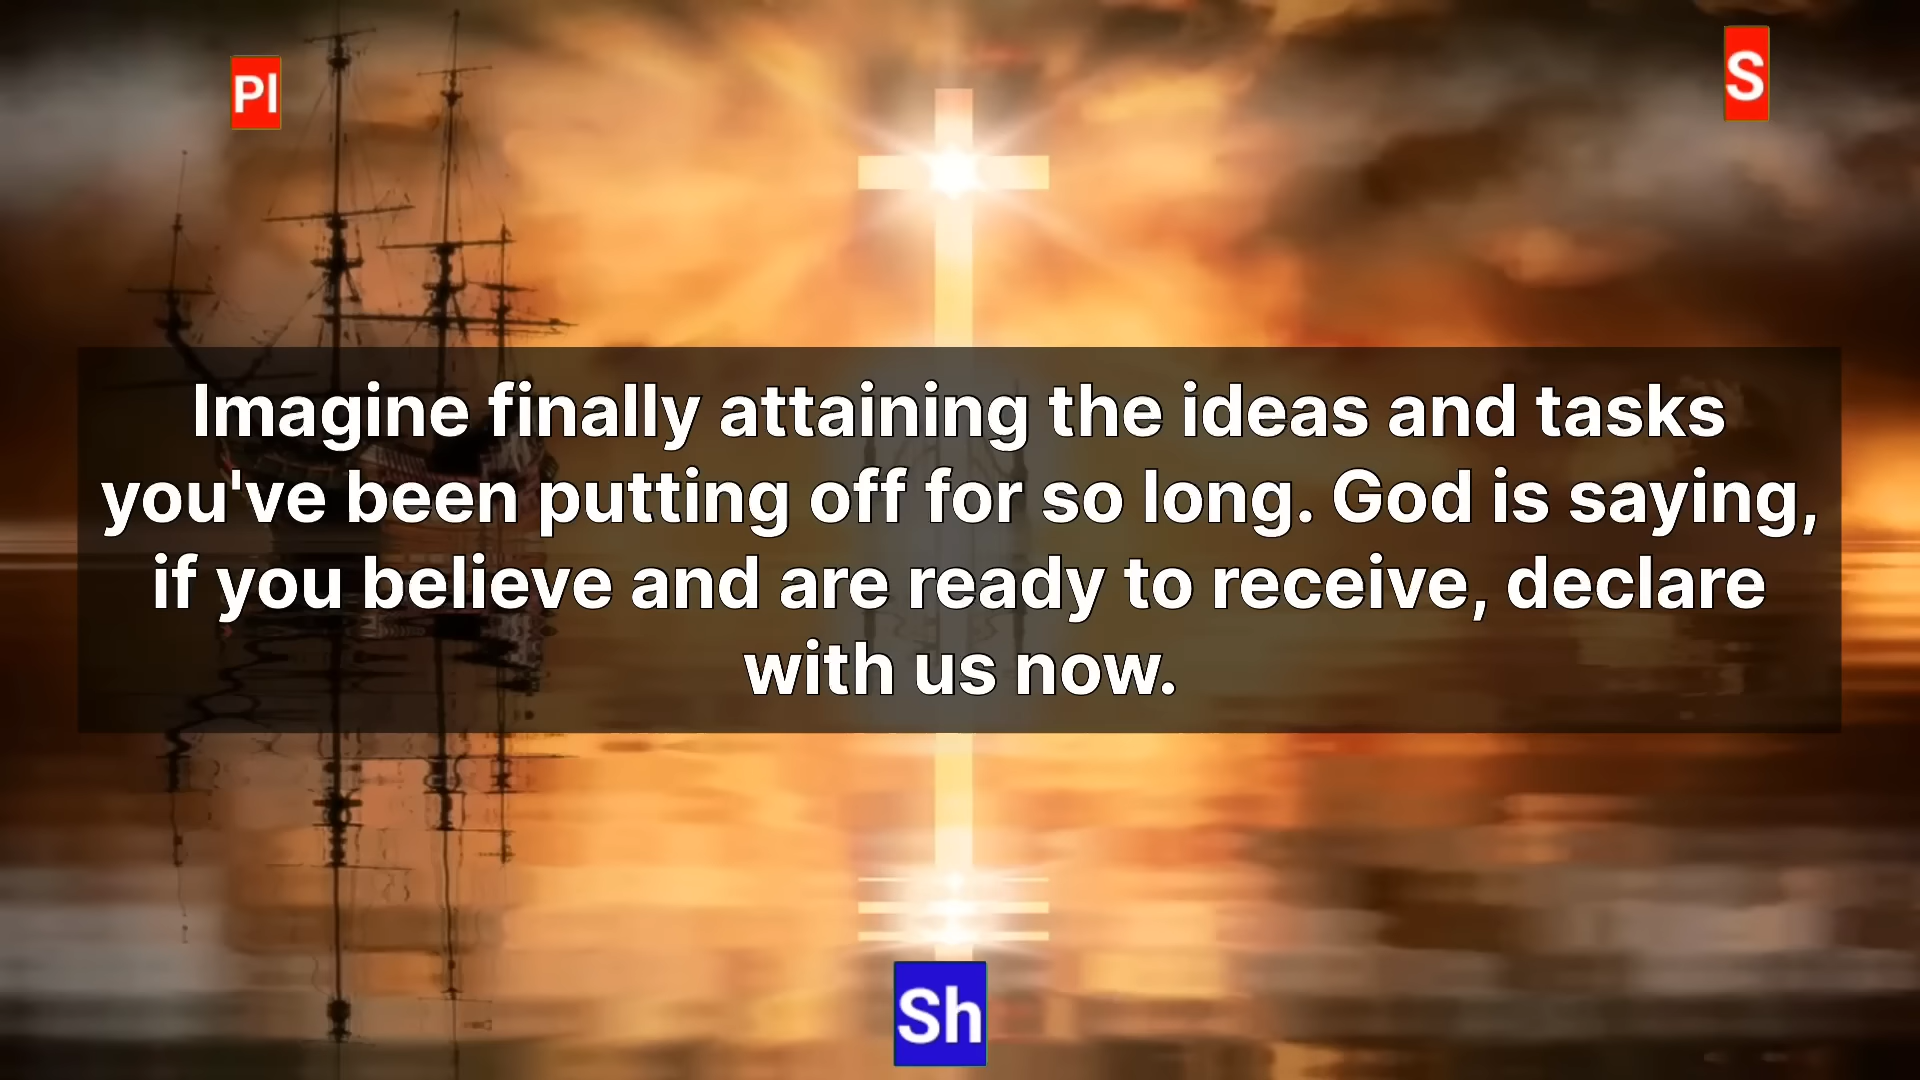 Pl
S
Imagine finally attaining the ideas and tasks
you've been putting off for so long. God is saying,
if you believe and are ready to receive, declare
with us now.
Sh